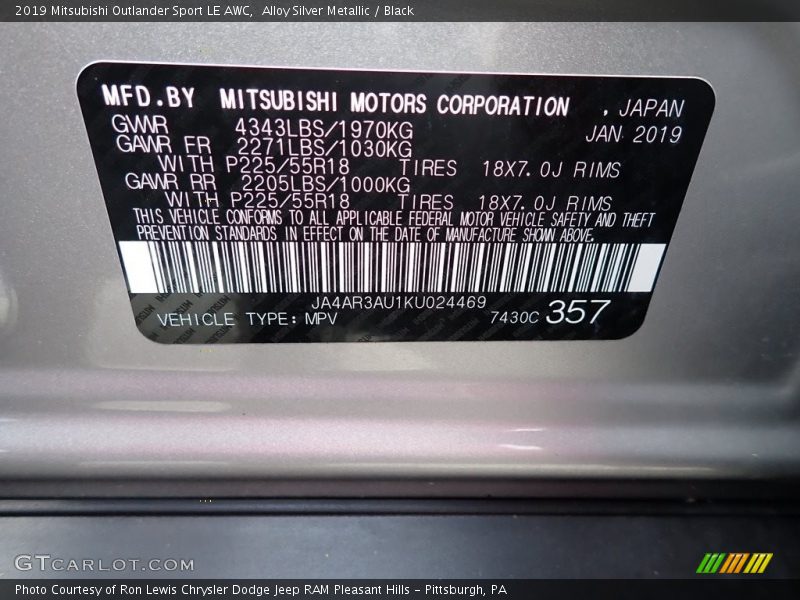 2019 Mitsubishi Outlander Sport LE AWC,  Alloy Silver Metallic / Black
MFD.BY MITSUBISHI MOTORS CORPORATION , JAPAN
GVWR 4343LBS/1970KG JAN 2019
GAWR FR 2271LBS/1030KG
WITH P225/55R18 TIRES 18X7.0J RIMS
GAWR RR 2205LBS/1000KG
WITH P225/55R18 TIRES 18X7.0J RIMS
THIS VEHICLE CONFORMS TO ALL APPLICABLE FEDERAL MOTOR VEHICLE SAFETY AND THEFT
PREVENTION STANDARDS IN EFFECT ON THE DATE OF MANUFACTURE SHOWN ABOVE.
JA4AR3AU1KU024469
VEHICLE TYPE: MPV 7430C 357
GTCARLOT.COM
Photo Courtesy of Ron Lewis Chrysler Dodge Jeep RAM Pleasant Hills - Pittsburgh, PA